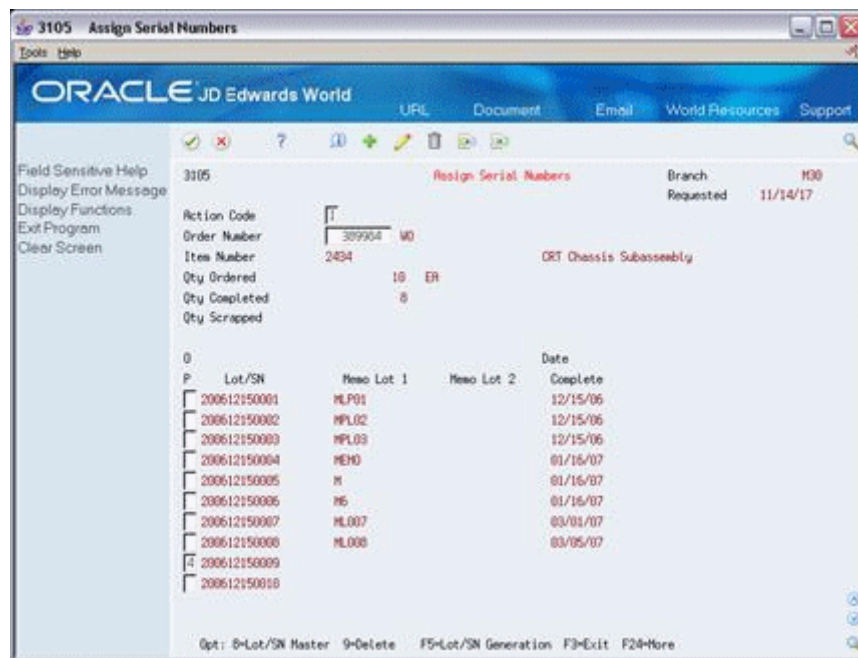 3105 Assign Serial Numbers
Tools Help
ORACLE JD Edwards World
URL Document Email World Resources Support
Field Sensitive Help
Display Error Message
Display Functions
Exit Program
Clear Screen
3105 Assign Serial Numbers Branch M30
Requested 11/14/17
Action Code I
Order Number 389984 WO
Item Number 2434 CRT Chassis Subassembly
Qty Ordered 10 EA
Qty Completed 8
Qty Scrapped
O Date
P Lot/SN Memo Lot 1 Memo Lot 2 Complete
200612150001 MLP01 12/15/06
200612150002 MPL02 12/15/06
200612150003 MPL03 12/15/06
200612150004 MEMO 01/16/07
200612150005 M 01/16/07
200612150006 M6 01/16/07
200612150007 ML007 03/01/07
200612150008 ML008 03/05/07
4 200612150009
200612150010
Opt: 8=Lot/SN Master 9=Delete F5=Lot/SN Generation F3=Exit F24=More